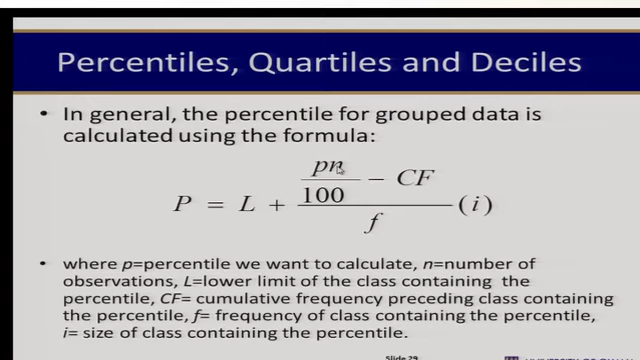 Percentiles, Quartiles and Deciles
• In general, the percentile for grouped data is
calculated using the formula:
P = L + \frac{\frac{pn}{100} - CF}{f} (i)
• where p=percentile we want to calculate, n=number of
observations, L=lower limit of the class containing the
percentile, CF= cumulative frequency preceding class containing
the percentile, f= frequency of class containing the percentile,
i= size of class containing the percentile.
Slide 29